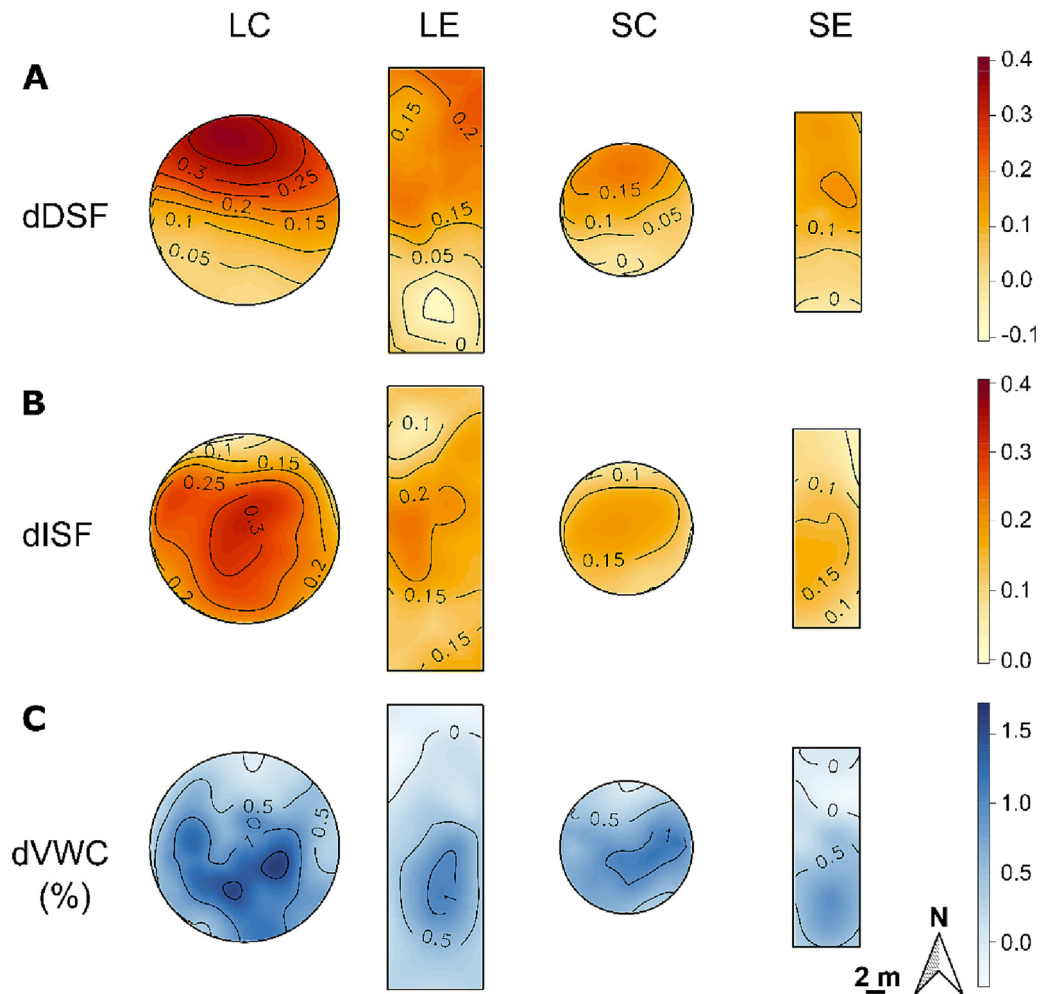 LC LE SC SE
A
dDSF
0.3 0.25 0.2 0.15 0.1 0.05
0.15 0.2 0.15 0.05 0
0.15 0.1 0.05 0
0.1 0
0.4
0.3
0.2
0.1
0.0
-0.1
B
dISF
0.1 0.15 0.25 0.3 0.2 0.2
0.1 0.2 0.15 0.15
0.1 0.15
0.1 0.15 0.1
0.4
0.3
0.2
0.1
0.0
C
dVWC
(%)
0 0.5 1 0.5
0 1 0.5
0.5 1
0 0 0.5
1.5
1.0
0.5
0.0
2 m
N